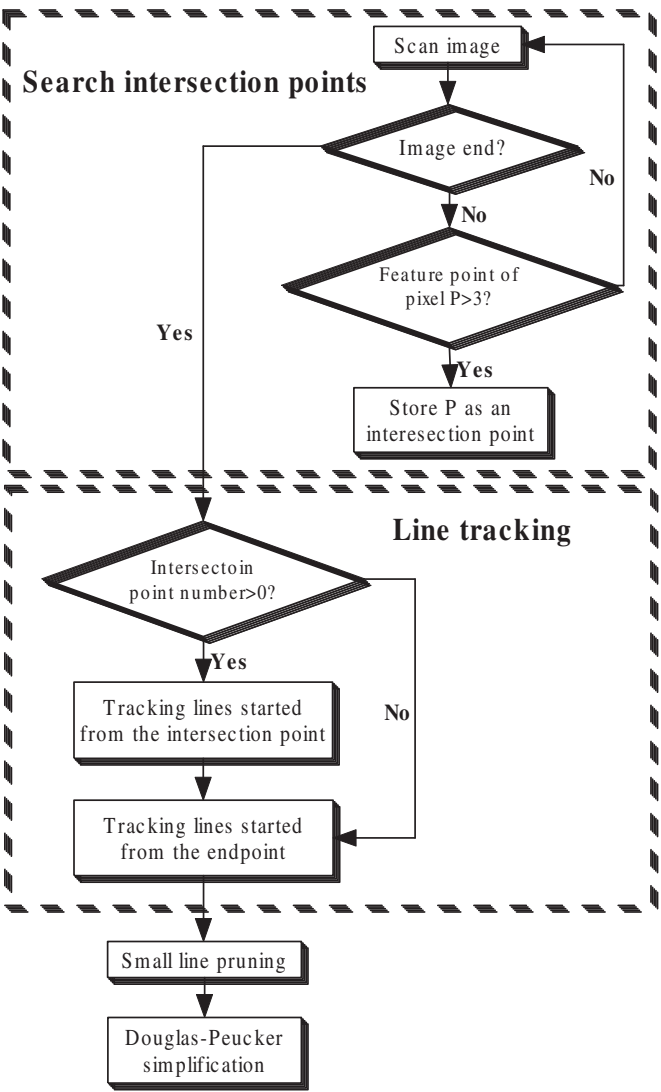 Scan image
Search intersection points
Image end?
No
No
Feature point of
pixel P>3?
Yes
Yes
Store P as an
interesection point
Line tracking
Intersectoin
point number>0?
Yes
Tracking lines started
from the intersection point
No
Tracking lines started
from the endpoint
Small line pruning
Douglas-Peucker
simplification